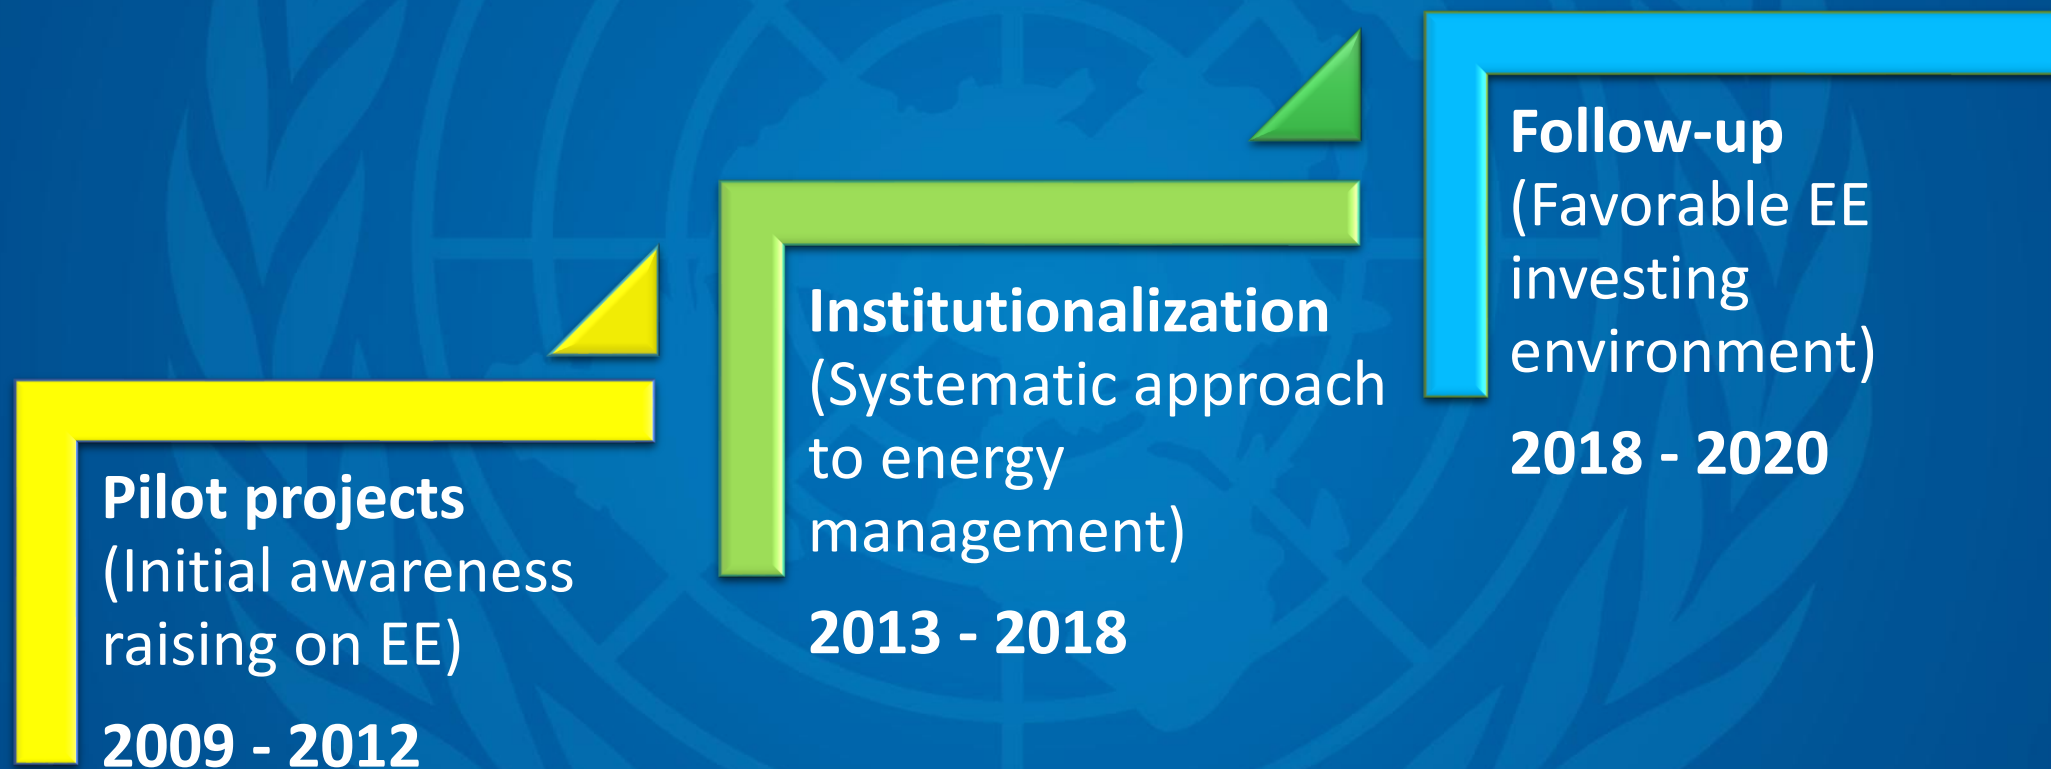 Pilot projects
(Initial awareness
raising on EE)
2009 - 2012
Institutionalization
(Systematic approach
to energy
management)
2013 - 2018
Follow-up
(Favorable EE
investing
environment)
2018 - 2020